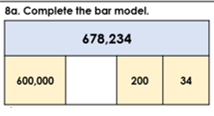 8a. Complete the bar model.
678,234
600,000 200 34